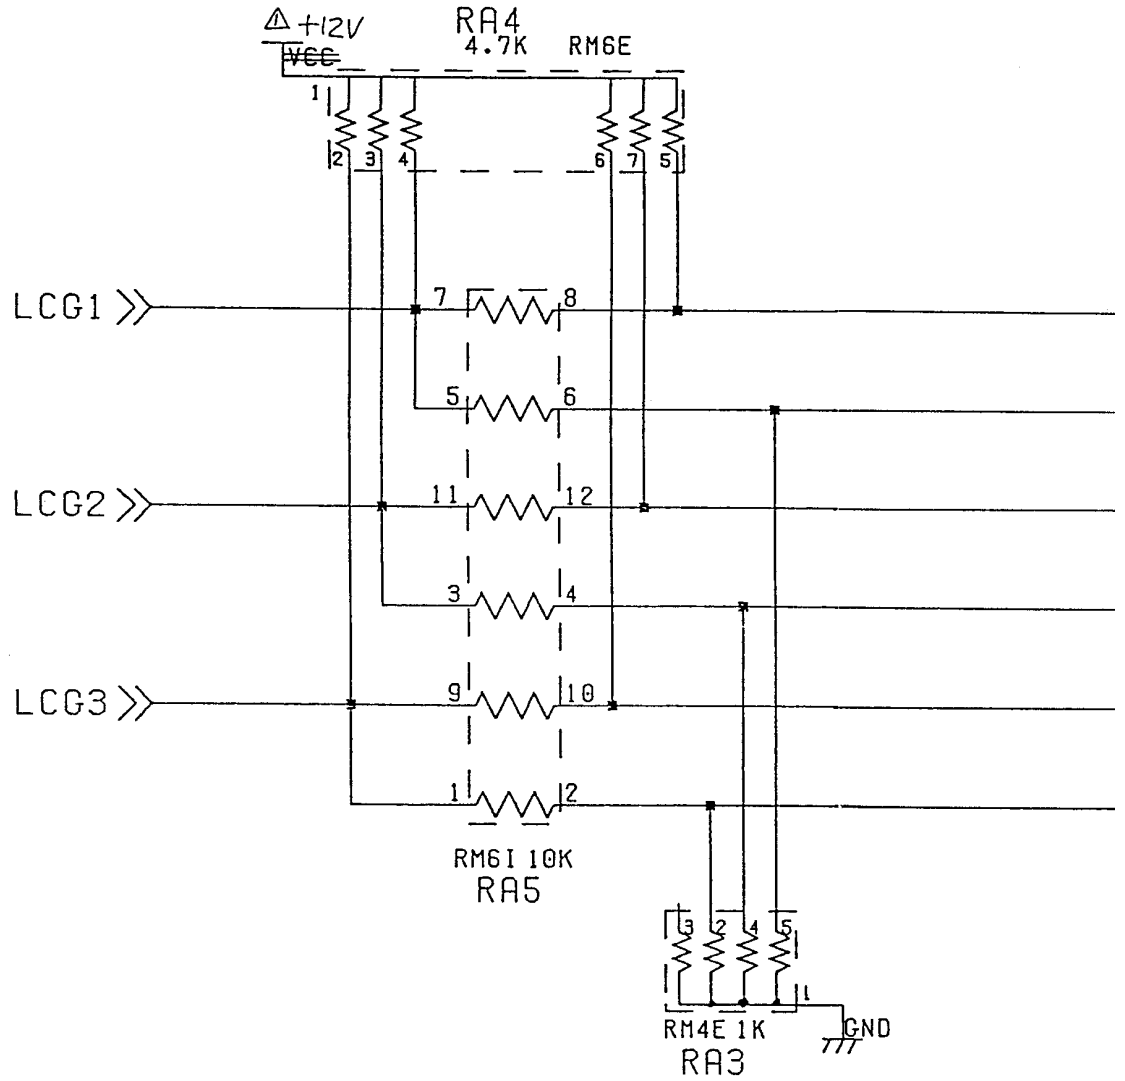 1 +12V
RA4
VCC
4.7K RM6E
1
2 3 4 6 7 5
LCG1 7 8
5 6
LCG2 11 12
3 4
LCG3 9 10
1 2
RM6I 10K
RA5
3 2 4 5
1
RM4E 1K GND
RA3